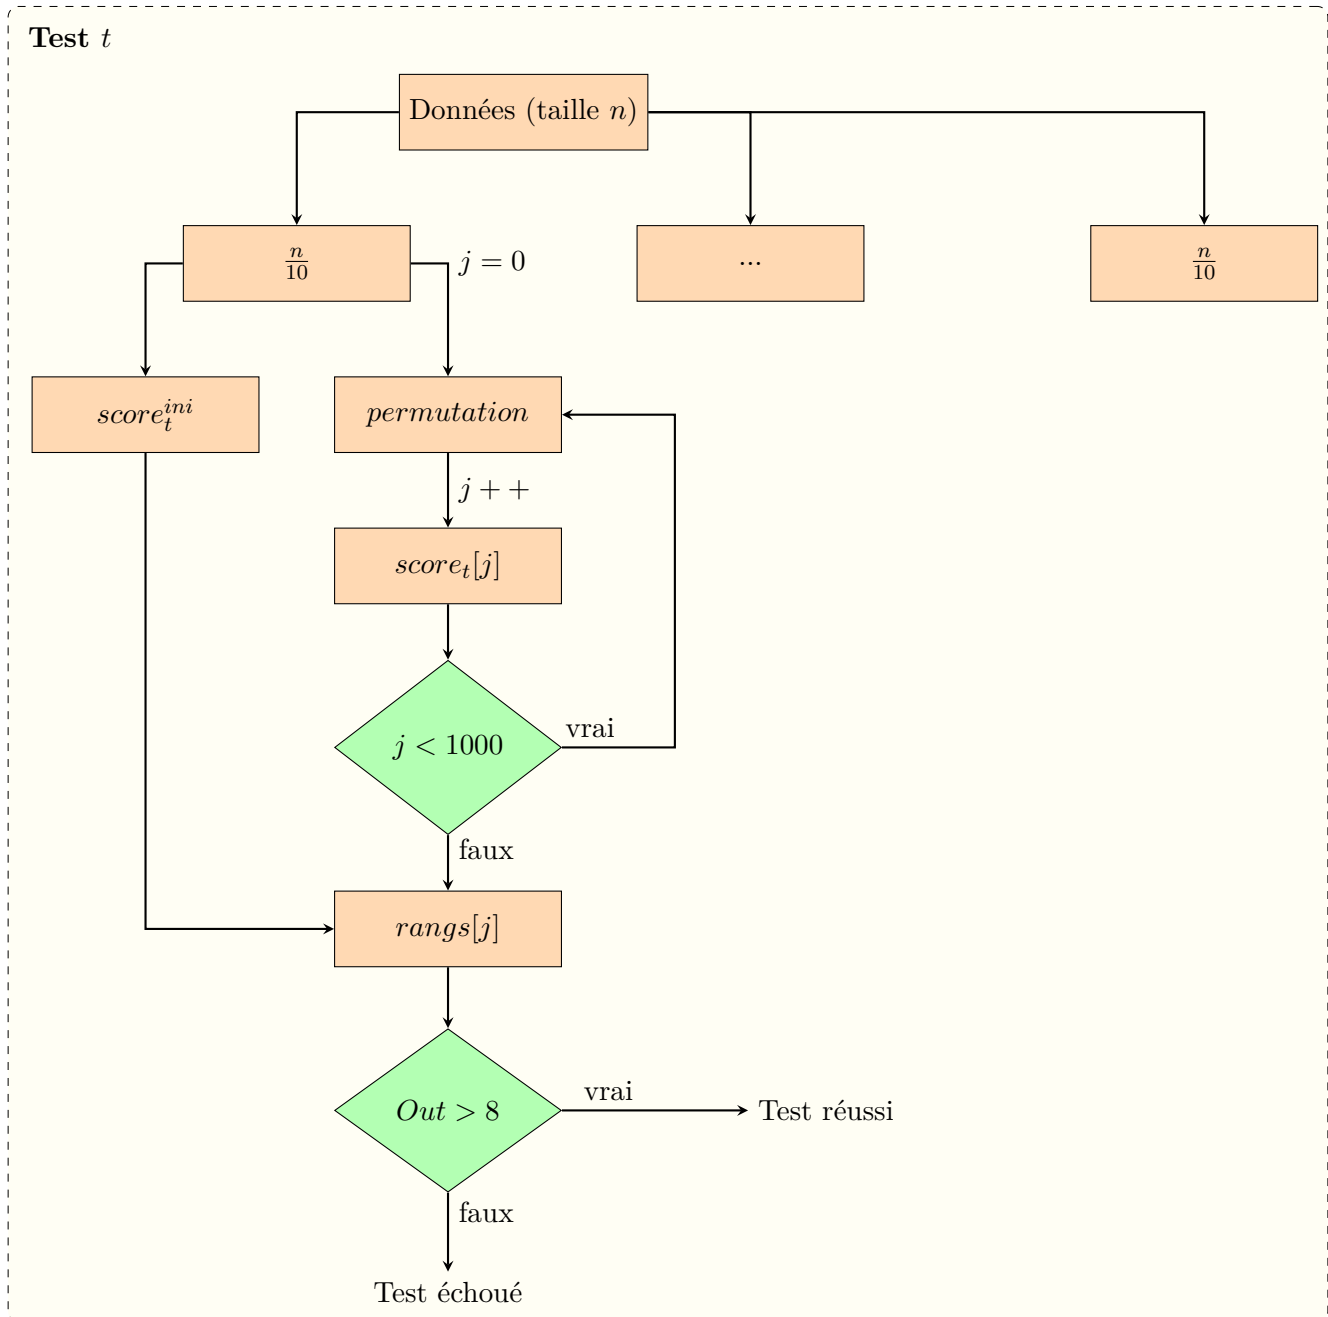 Test t
Données (taille n)
n/10
j = 0
...
n/10
score_t^{ini}
permutation
j + +
score_t[j]
j < 1000
vrai
faux
rangs[j]
Out > 8
vrai
Test réussi
faux
Test échoué